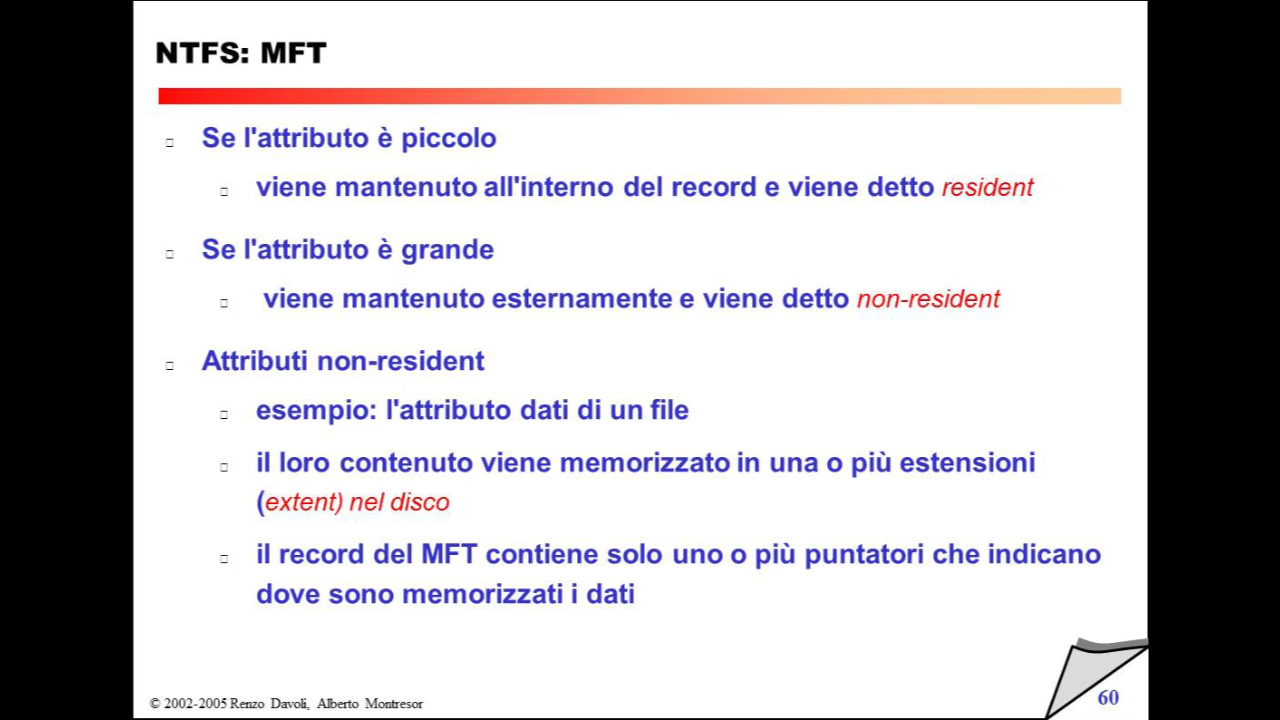 NTFS: MFT
Se l'attributo è piccolo
viene mantenuto all'interno del record e viene detto resident
Se l'attributo è grande
viene mantenuto esternamente e viene detto non-resident
Attributi non-resident
esempio: l'attributo dati di un file
il loro contenuto viene memorizzato in una o più estensioni
(extent) nel disco
il record del MFT contiene solo uno o più puntatori che indicano
dove sono memorizzati i dati
© 2002-2005 Renzo Davoli, Alberto Montresor
60